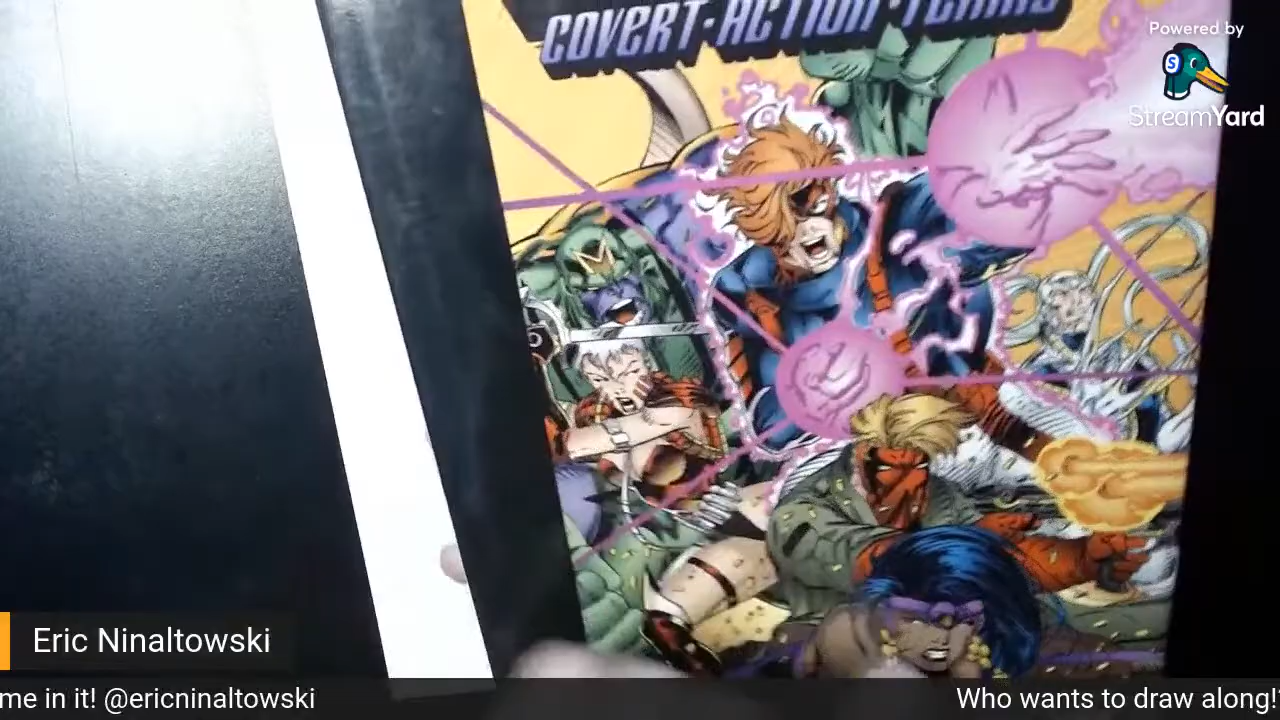 COVERT-ACTION-TEAMS
Powered by
StreamYard
Eric Ninaltowski
me in it! @ericninaltowski
Who wants to draw along!